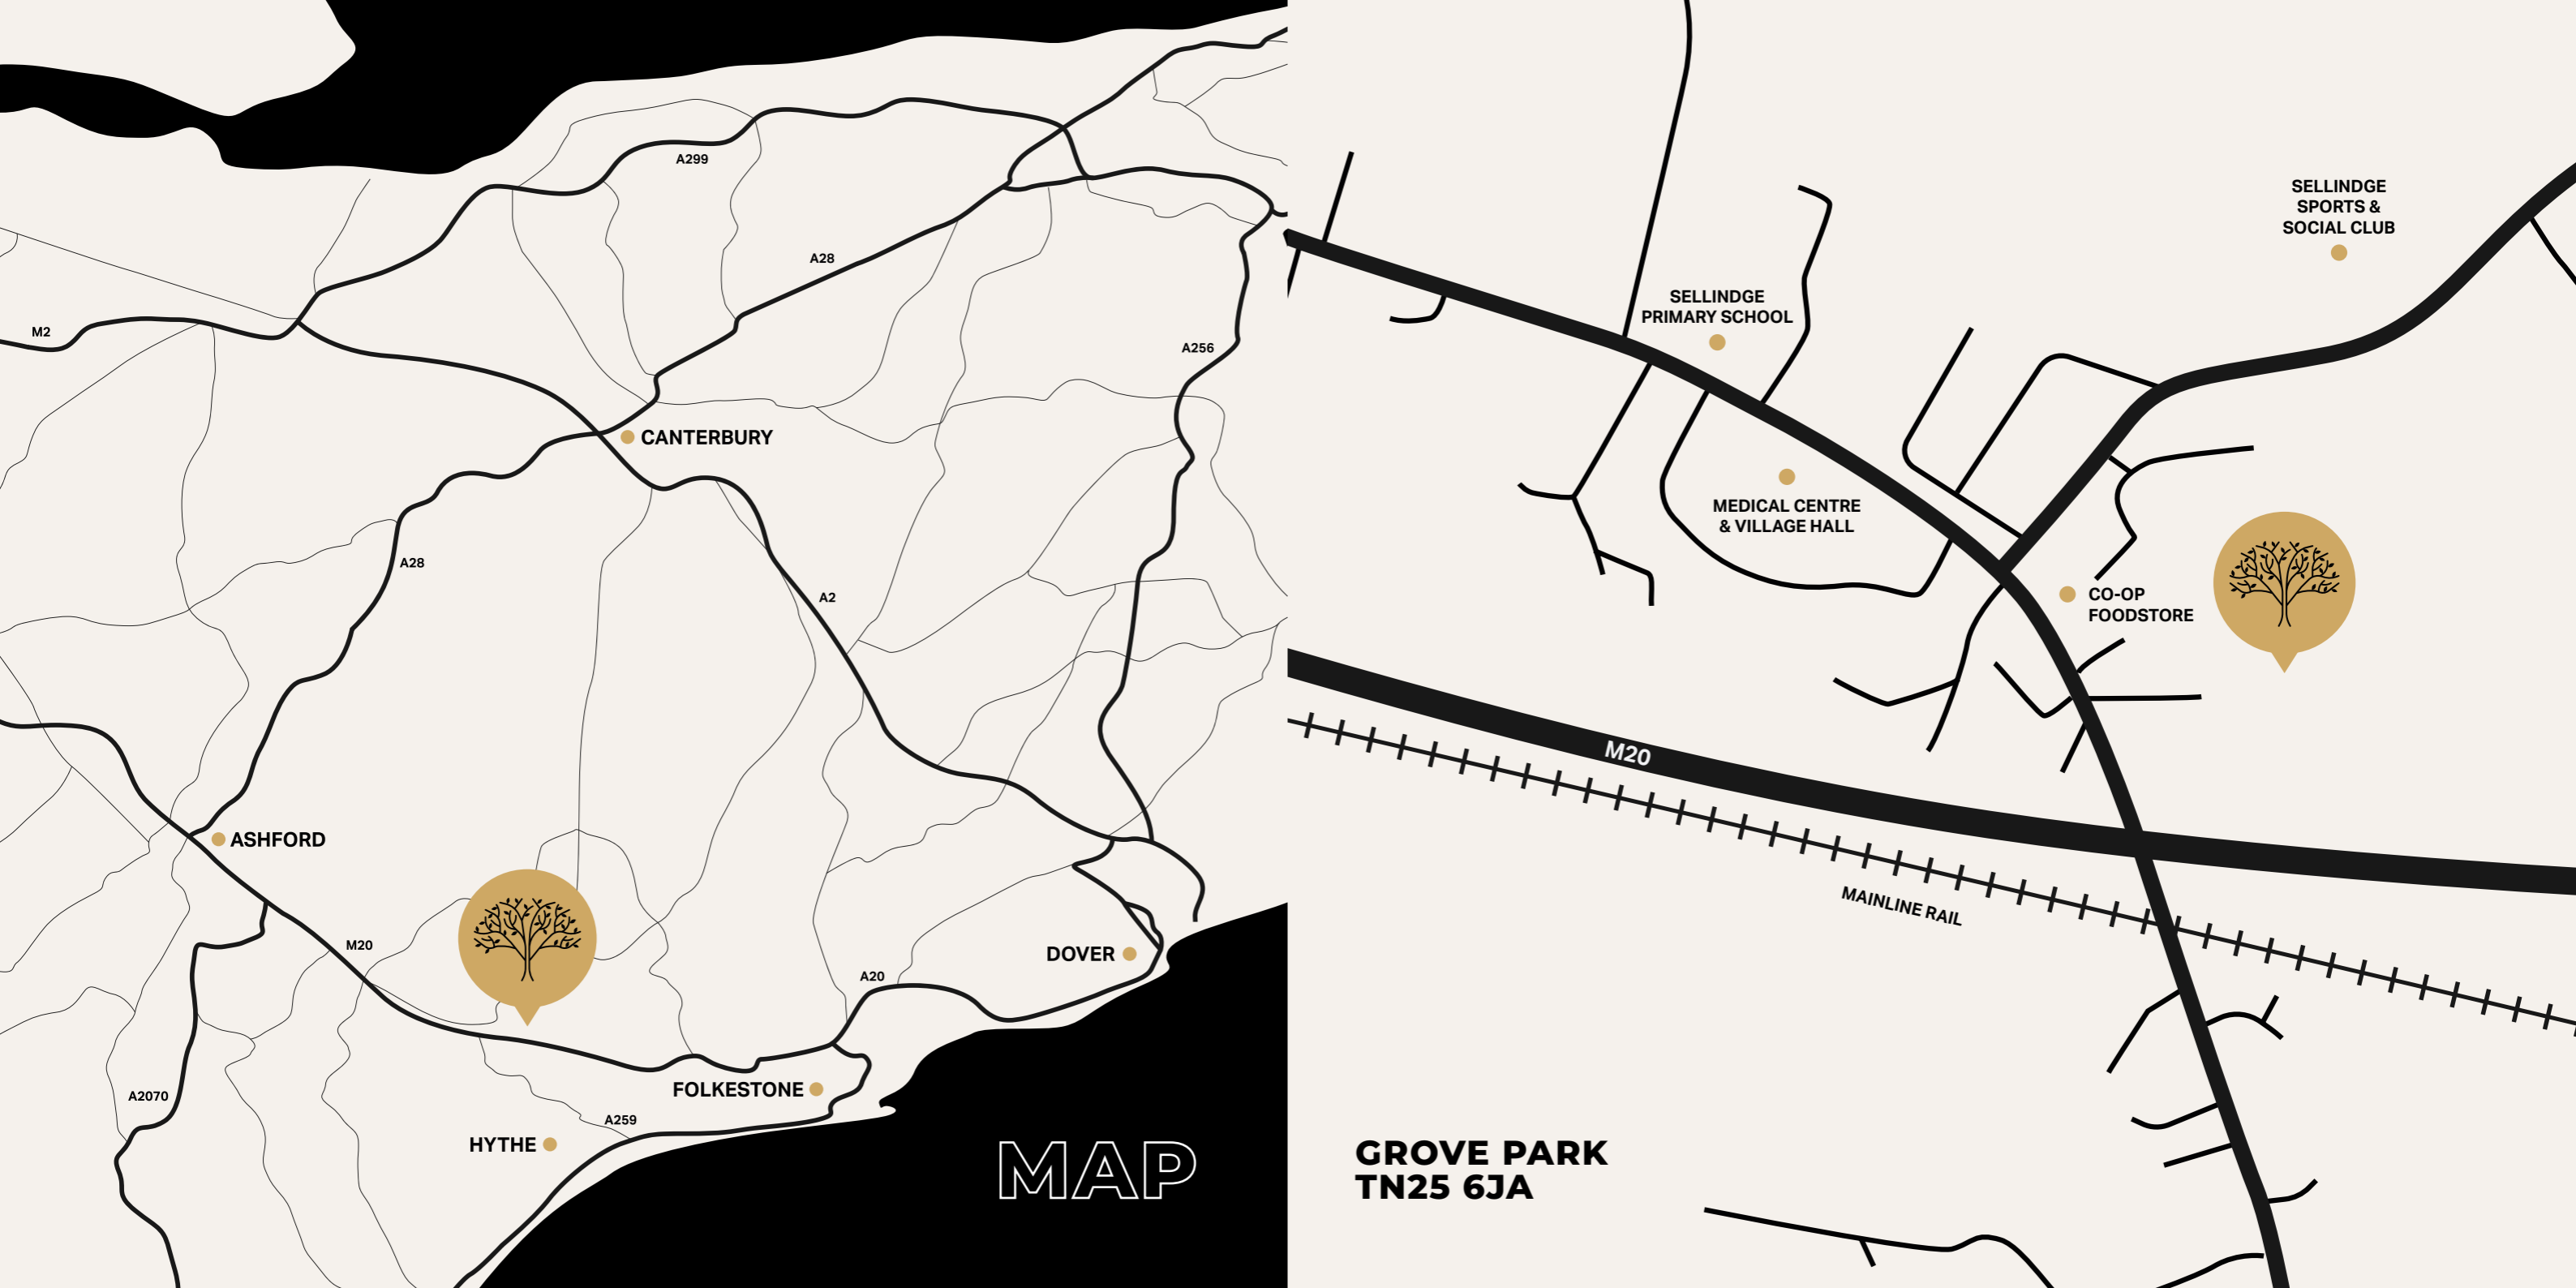 A299
A28
M2
A256
CANTERBURY
A28
A2
ASHFORD
M20
DOVER
A20
FOLKESTONE
A2070
A259
HYTHE
MAP
SELLINDGE
SPORTS &
SOCIAL CLUB
SELLINDGE
PRIMARY SCHOOL
MEDICAL CENTRE
& VILLAGE HALL
CO-OP
FOODSTORE
M20
MAINLINE RAIL
GROVE PARK
TN25 6JA